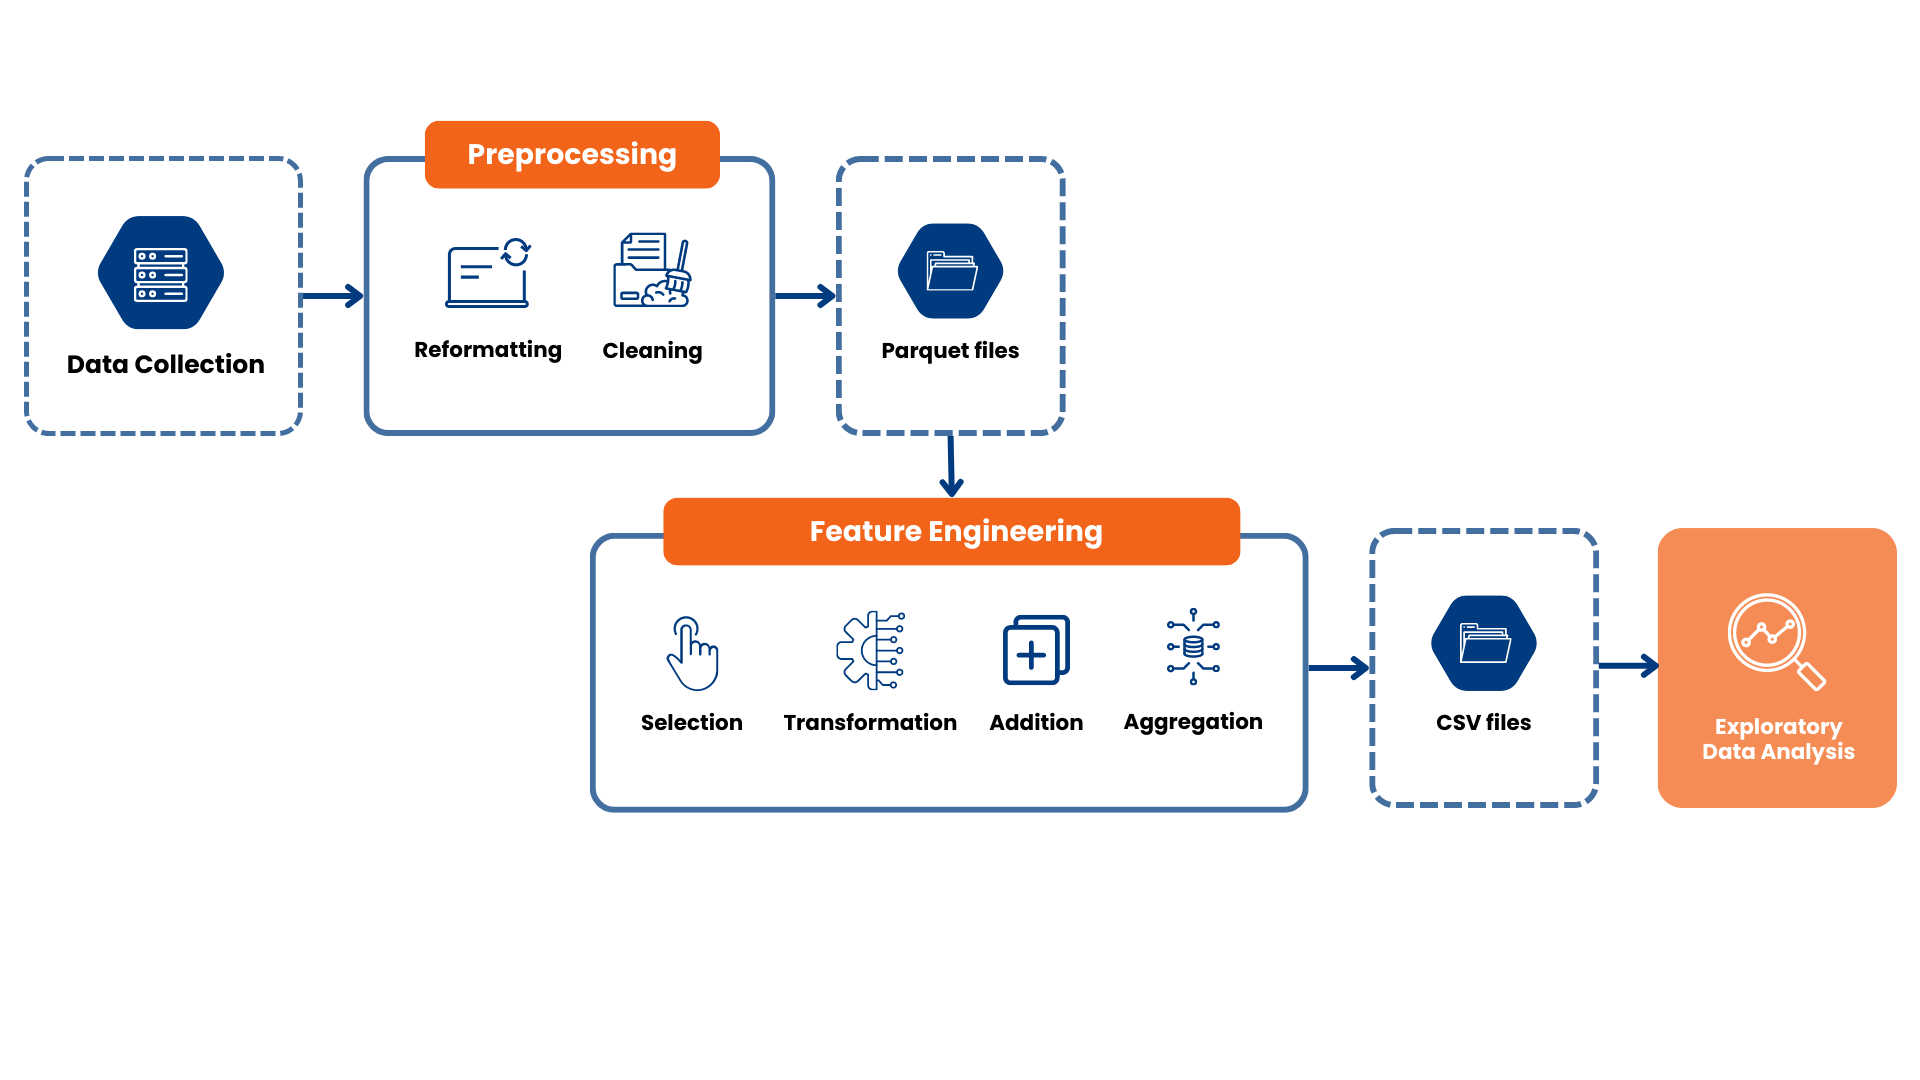 Preprocessing
Data Collection
Reformatting
Cleaning
Parquet files
Feature Engineering
Selection
Transformation
Addition
Aggregation
CSV files
Exploratory
Data Analysis